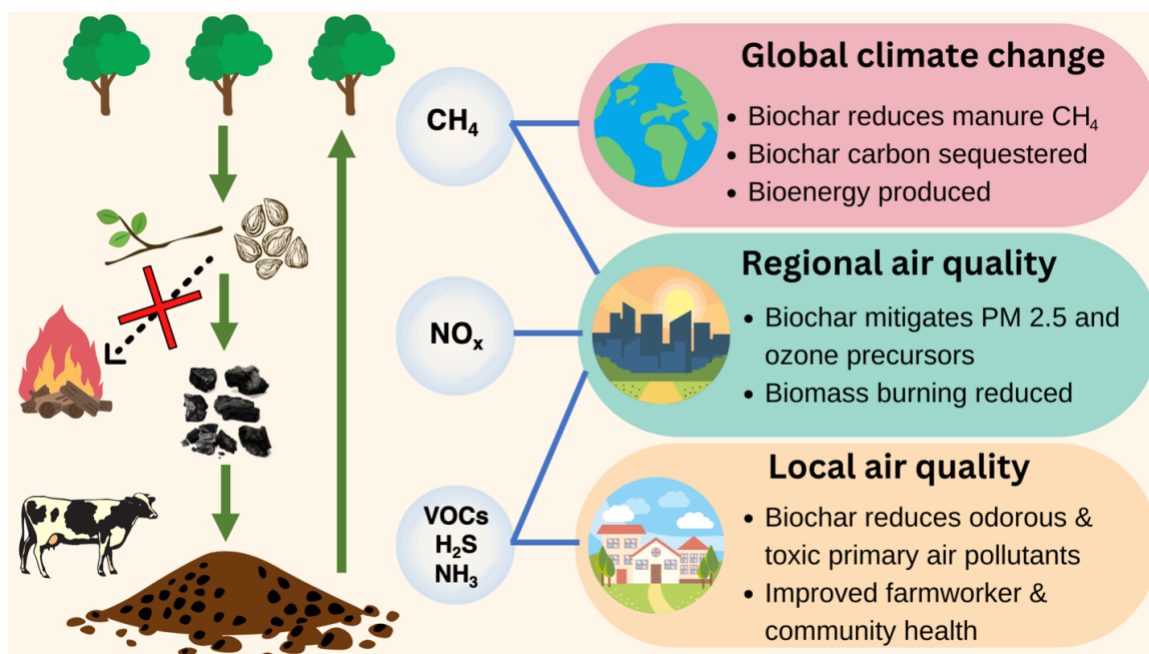 CH₄
NOₓ
VOCs
H₂S
NH₃
Global climate change
• Biochar reduces manure CH₄
• Biochar carbon sequestered
• Bioenergy produced
Regional air quality
• Biochar mitigates PM 2.5 and
ozone precursors
• Biomass burning reduced
Local air quality
• Biochar reduces odorous &
toxic primary air pollutants
• Improved farmworker &
community health